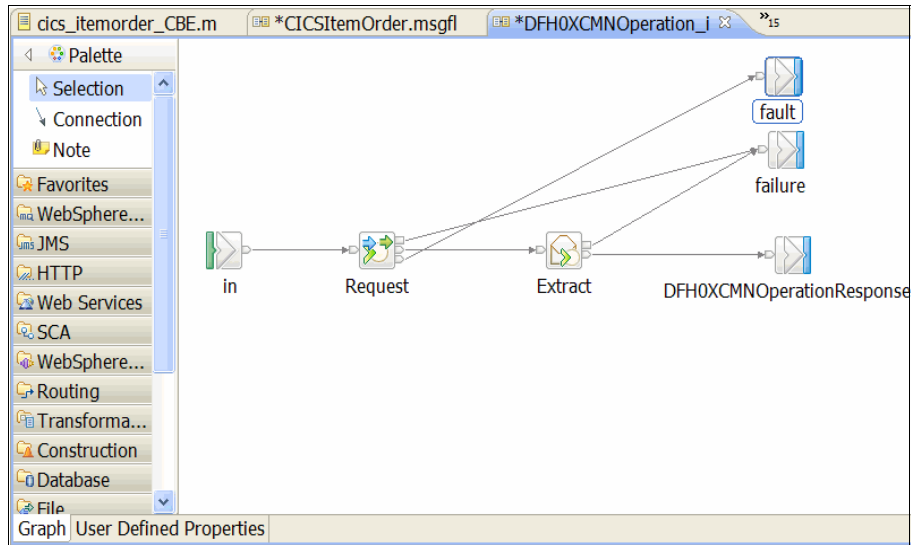 cics_itemorder_CBE.m
*CICSItemOrder.msgfl
*DFH0XCMNOperation_i
»15
Palette
Selection
Connection
Note
Favorites
WebSphere...
JMS
HTTP
Web Services
SCA
WebSphere...
Routing
Transforma...
Construction
Database
File
fault
failure
in
Request
Extract
DFH0XCMNOperationResponse
Graph
User Defined Properties